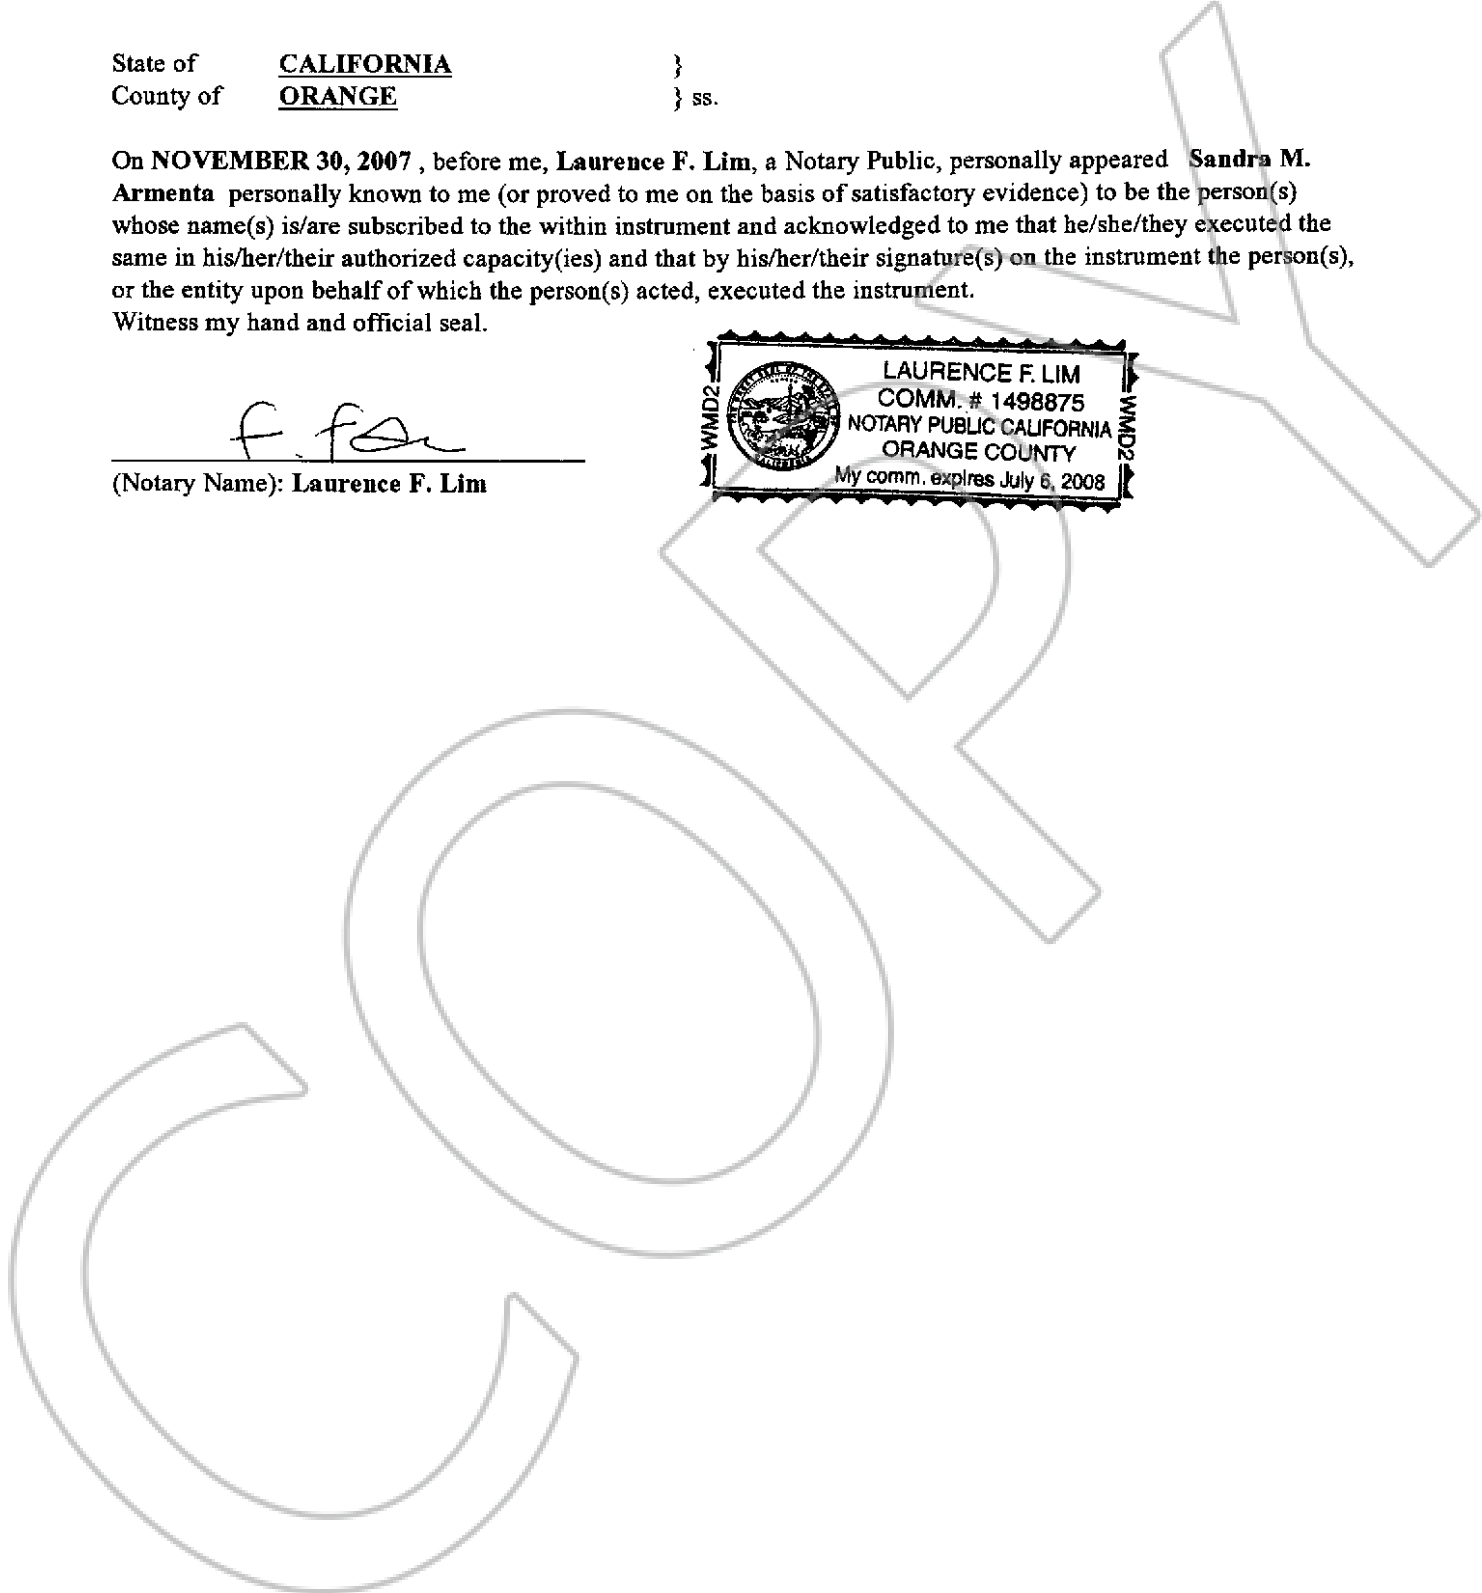 State of CALIFORNIA }
County of ORANGE } ss.
On NOVEMBER 30, 2007 , before me, Laurence F. Lim, a Notary Public, personally appeared Sandra M.
Armenta personally known to me (or proved to me on the basis of satisfactory evidence) to be the person(s)
whose name(s) is/are subscribed to the within instrument and acknowledged to me that he/she/they executed the
same in his/her/their authorized capacity(ies) and that by his/her/their signature(s) on the instrument the person(s),
or the entity upon behalf of which the person(s) acted, executed the instrument.
Witness my hand and official seal.
(Notary Name): Laurence F. Lim
WMD2
LAURENCE F. LIM
COMM. # 1498875
NOTARY PUBLIC CALIFORNIA
ORANGE COUNTY
My comm. expires July 6, 2008
WMD2
COPY